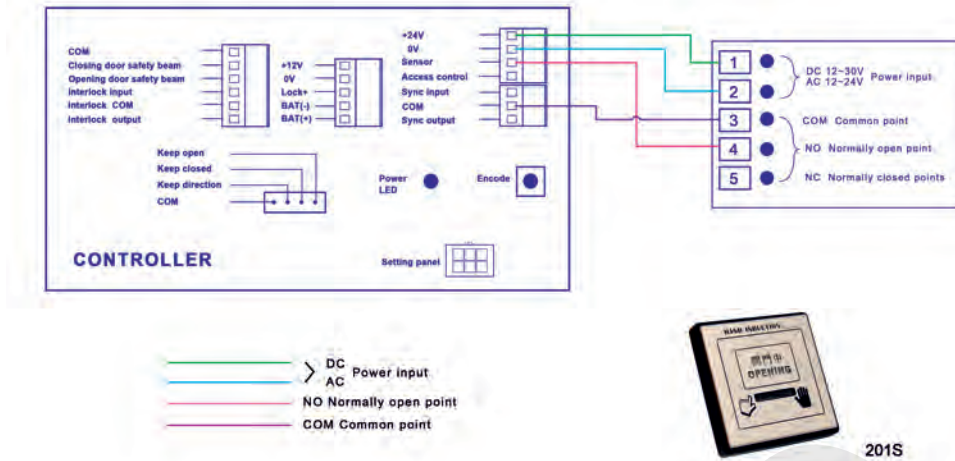 COM
Closing door safety beam
Opening door safety beam
Interlock input
Interlock COM
Interlock output
+12V
0V
Lock+
BAT(-)
BAT(+)
+24V
0V
Sensor
Access control
Sync input
COM
Sync output
Keep open
Keep closed
Keep direction
COM
Power
LED
Encode
CONTROLLER
Setting panel
1
2
3
4
5
DC 12~30V
AC 12~24V
Power input
COM Common point
NO Normally open point
NC Normally closed points
DC
AC
Power input
NO Normally open point
COM Common point
HAND INDUCTION
OPENING
201S